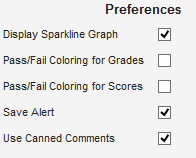 Preferences
Display Sparkline Graph
Pass/Fail Coloring for Grades
Pass/Fail Coloring for Scores
Save Alert
Use Canned Comments